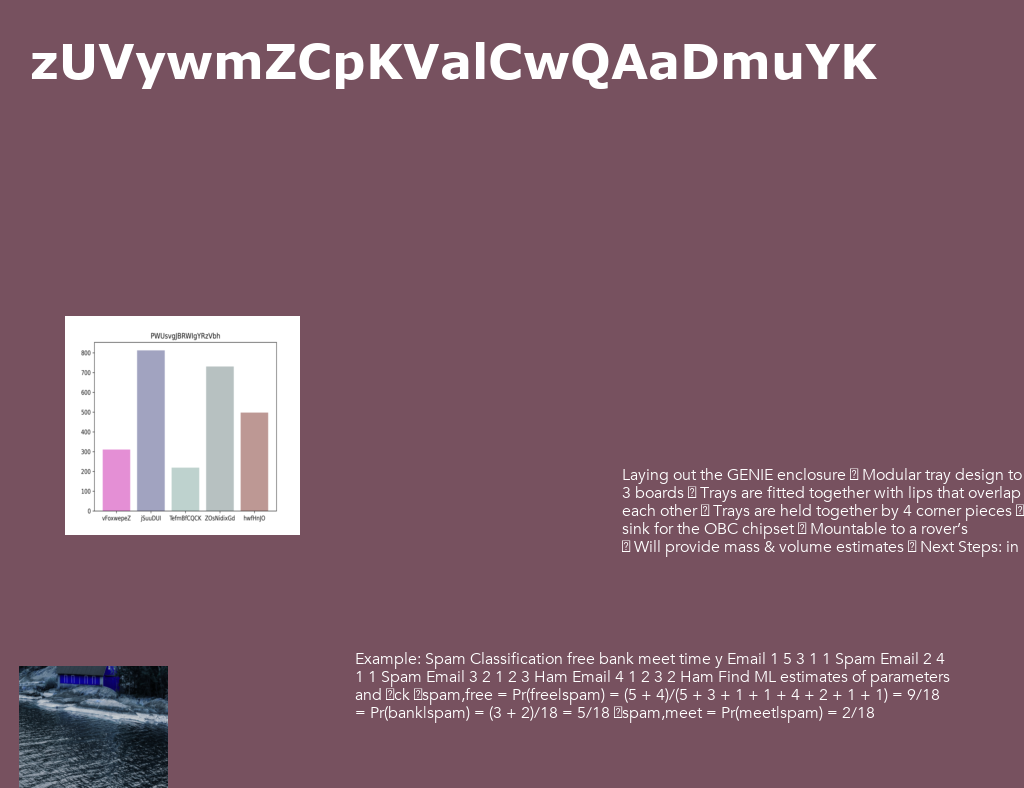 zUVywmZCpKValCwQAaDmuYK
PWUsvgJBRWIgYRzVbh
800
700
600
500
400
300
200
100
0
vFoxwepeZ JSuuDUI TefmBfCQCK ZOsNidixGd hwfHnJO
Laying out the GENIE enclosure � Modular tray design to
3 boards � Trays are fitted together with lips that overlap
each other � Trays are held together by 4 corner pieces �
sink for the OBC chipset � Mountable to a rover’s
� Will provide mass & volume estimates � Next Steps: in
Example: Spam Classification free bank meet time y Email 1 5 3 1 1 Spam Email 2 4
1 1 Spam Email 3 2 1 2 3 Ham Email 4 1 2 3 2 Ham Find ML estimates of parameters
and �ck �spam,free = Pr(free|spam) = (5 + 4)/(5 + 3 + 1 + 1 + 4 + 2 + 1 + 1) = 9/18
= Pr(bank|spam) = (3 + 2)/18 = 5/18 �spam,meet = Pr(meet|spam) = 2/18